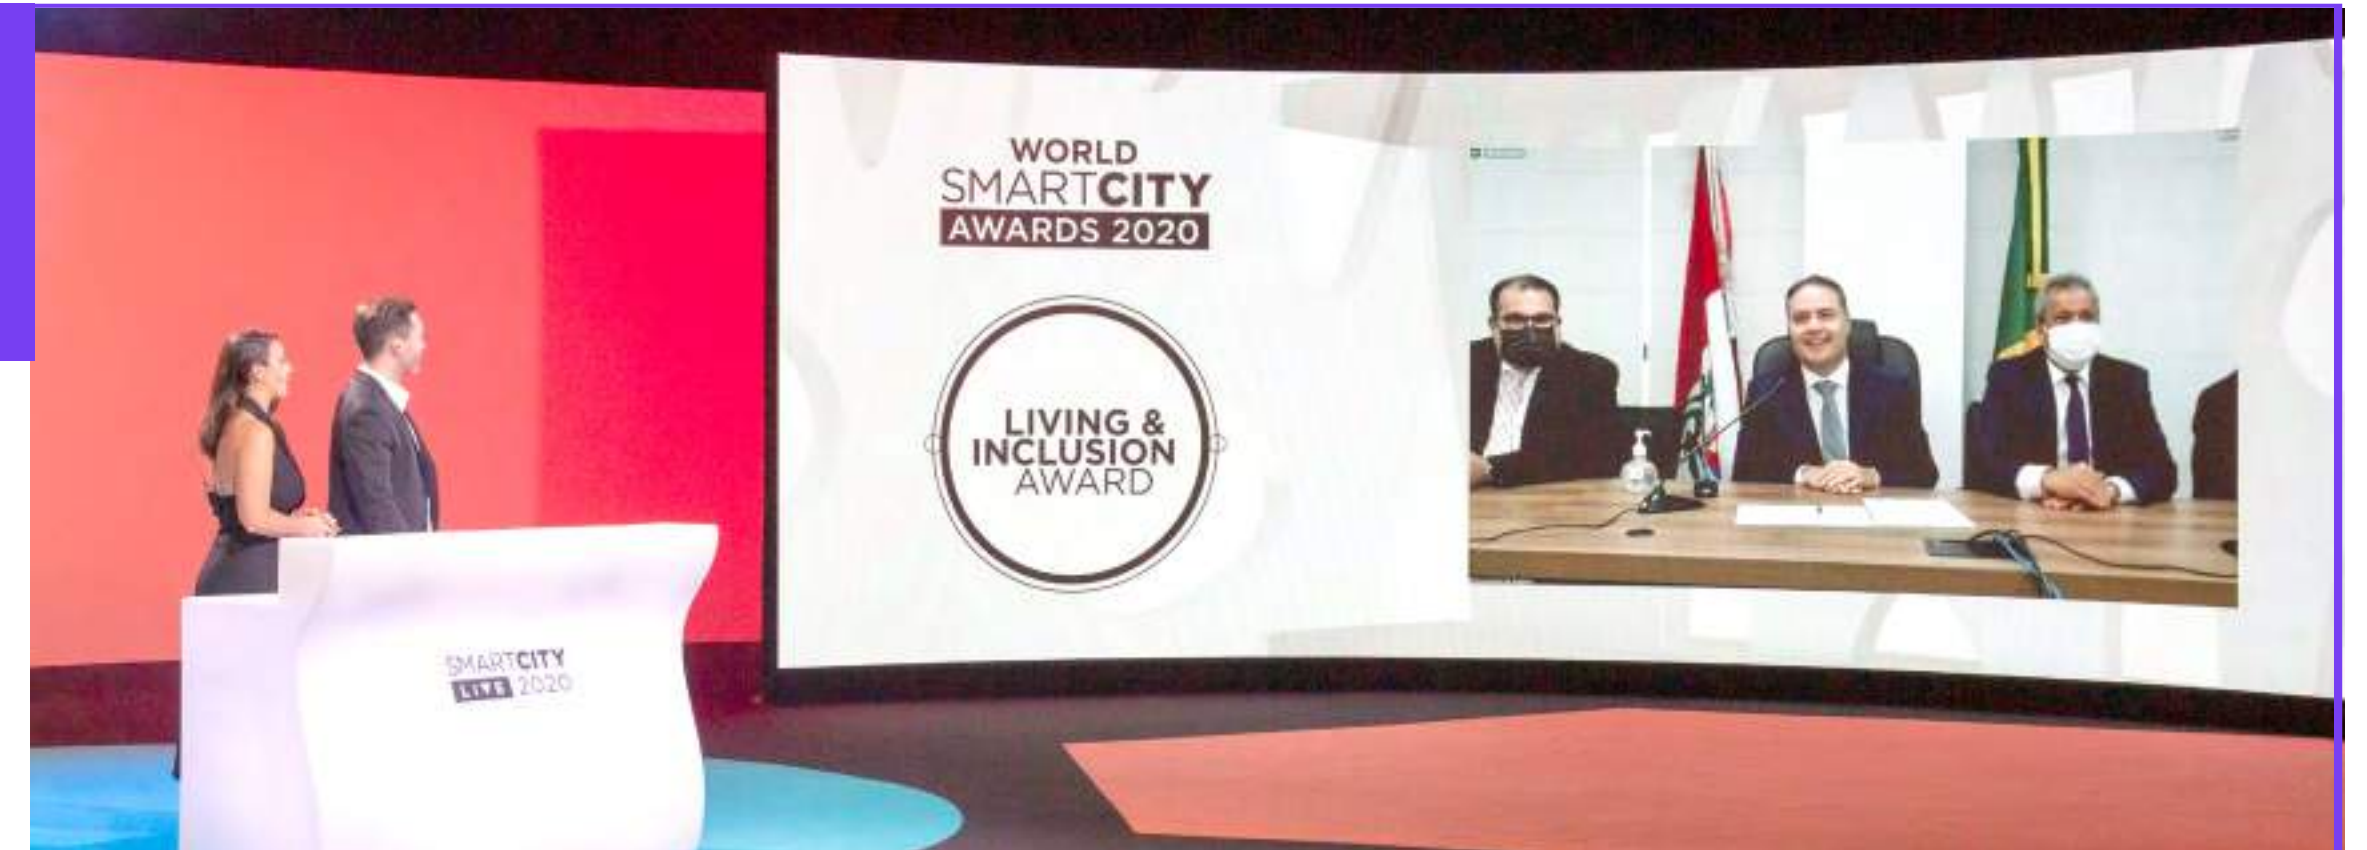 WORLD
SMARTCITY
AWARDS 2020
LIVING &
INCLUSION
AWARD
SMARTCITY
LIVE 2020